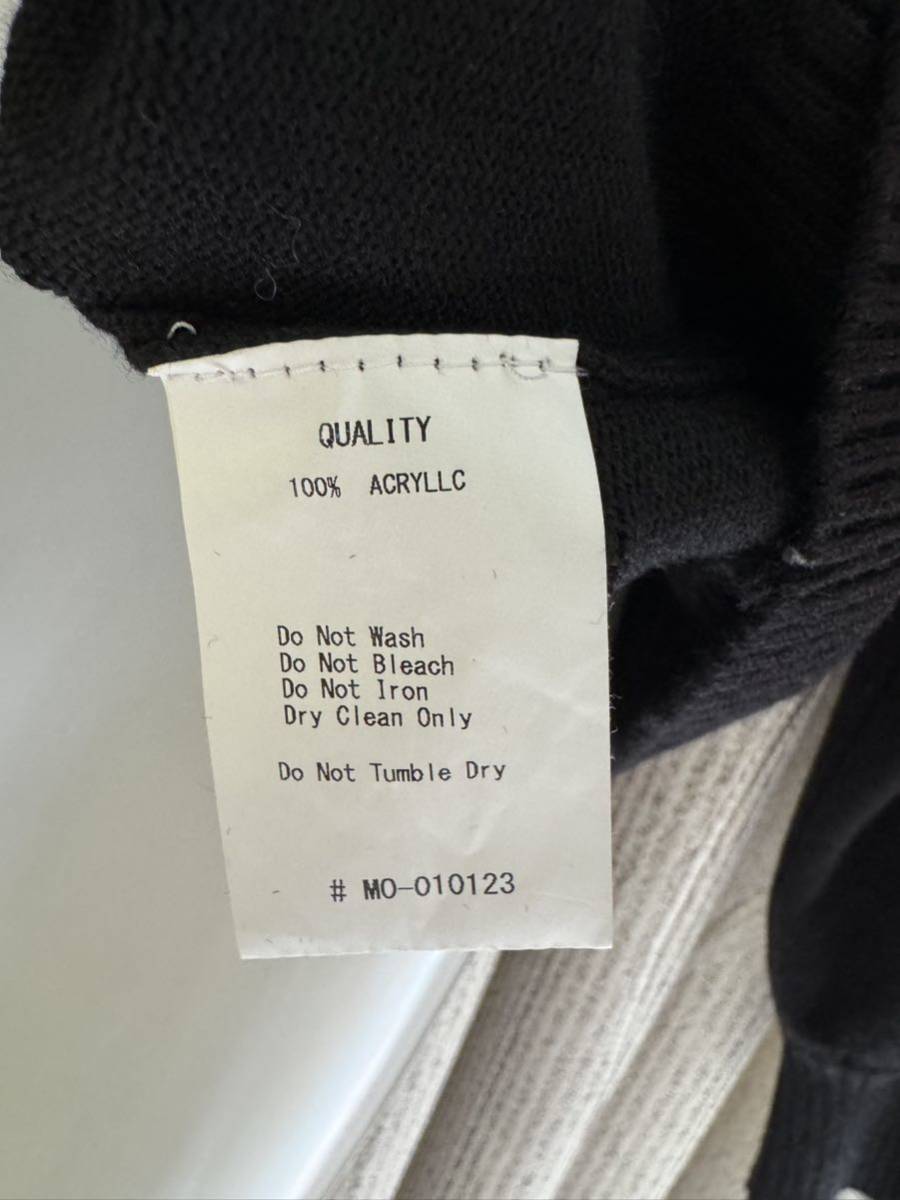 QUALITY
100% ACRYLLC
Do Not Wash
Do Not Bleach
Do Not Iron
Dry Clean Only
Do Not Tumble Dry
# MO-010123